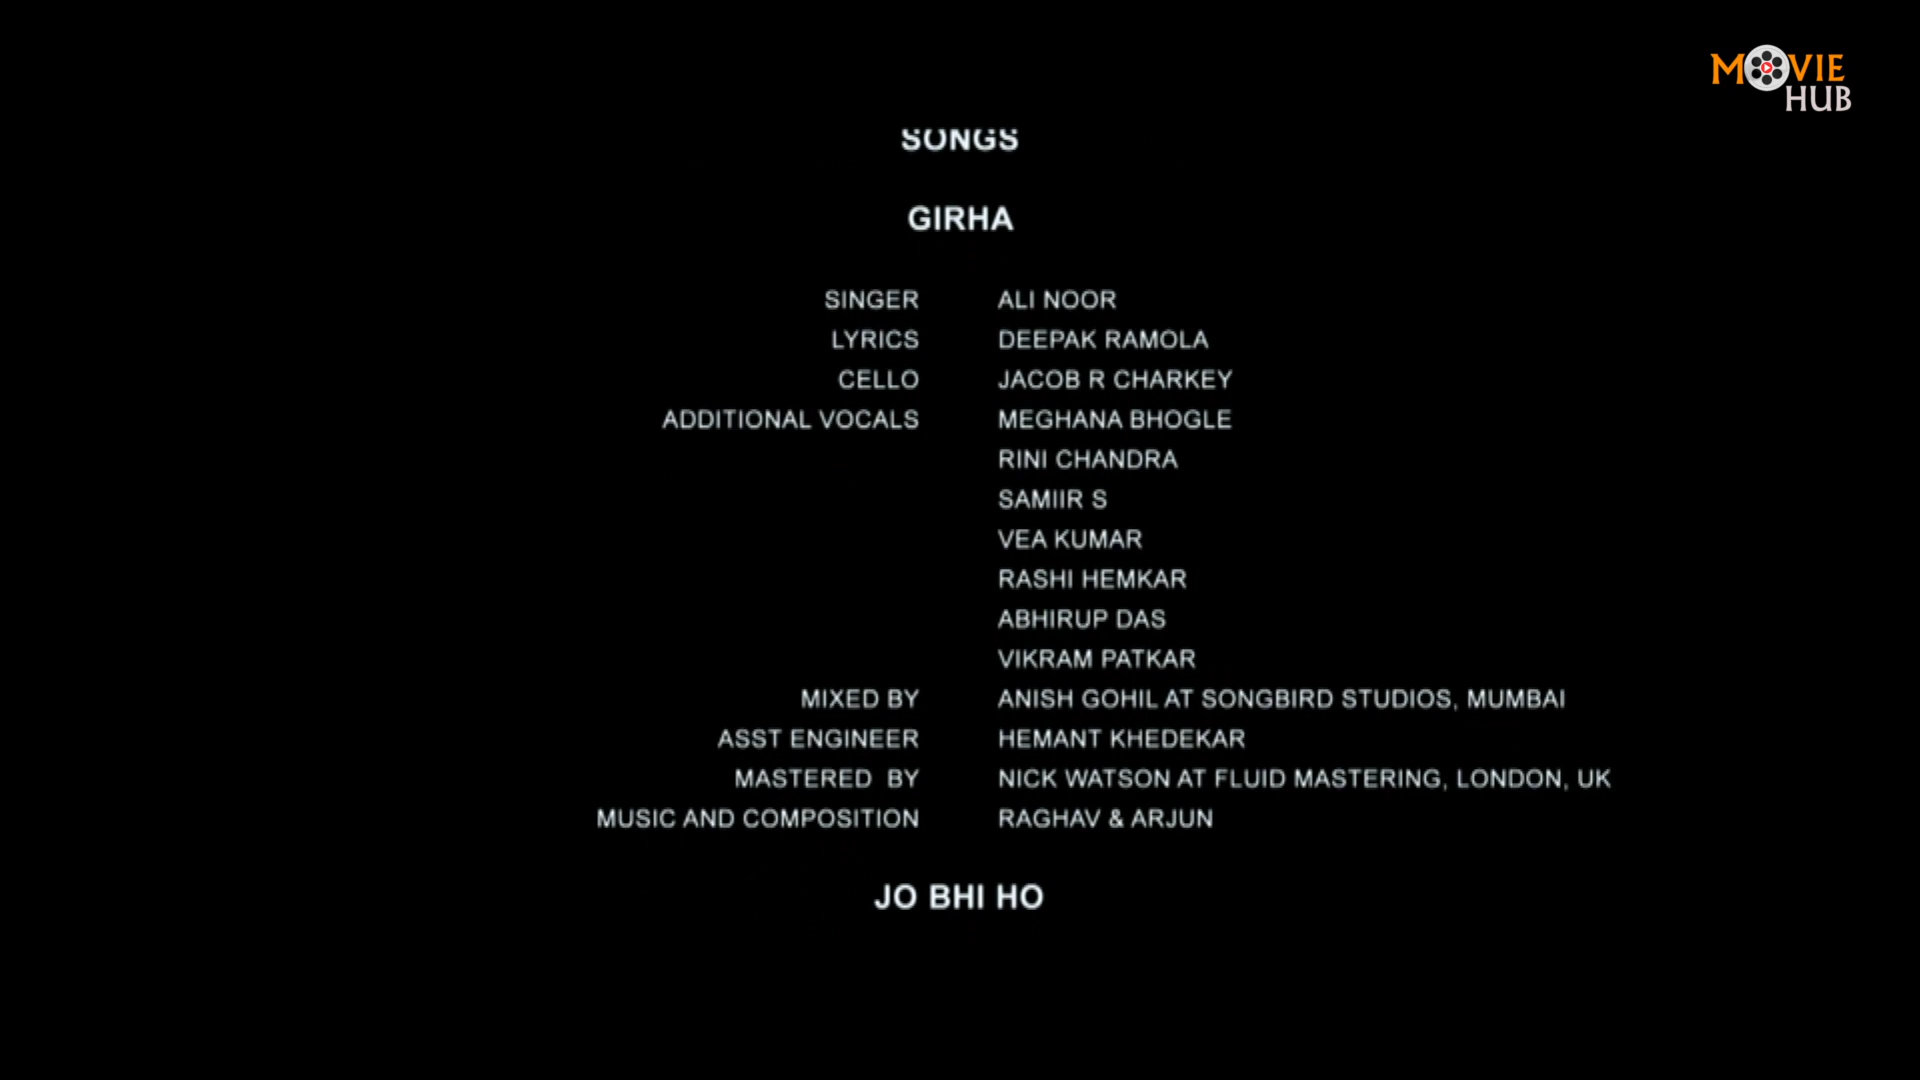 MOVIE
HUB
SONGS
GIRHA
SINGER ALI NOOR
LYRICS DEEPAK RAMOLA
CELLO JACOB R CHARKEY
ADDITIONAL VOCALS MEGHANA BHOGLE
RINI CHANDRA
SAMIIR S
VEA KUMAR
RASHI HEMKAR
ABHIRUP DAS
VIKRAM PATKAR
MIXED BY ANISH GOHIL AT SONGBIRD STUDIOS, MUMBAI
ASST ENGINEER HEMANT KHEDEKAR
MASTERED BY NICK WATSON AT FLUID MASTERING, LONDON, UK
MUSIC AND COMPOSITION RAGHAV & ARJUN
JO BHI HO